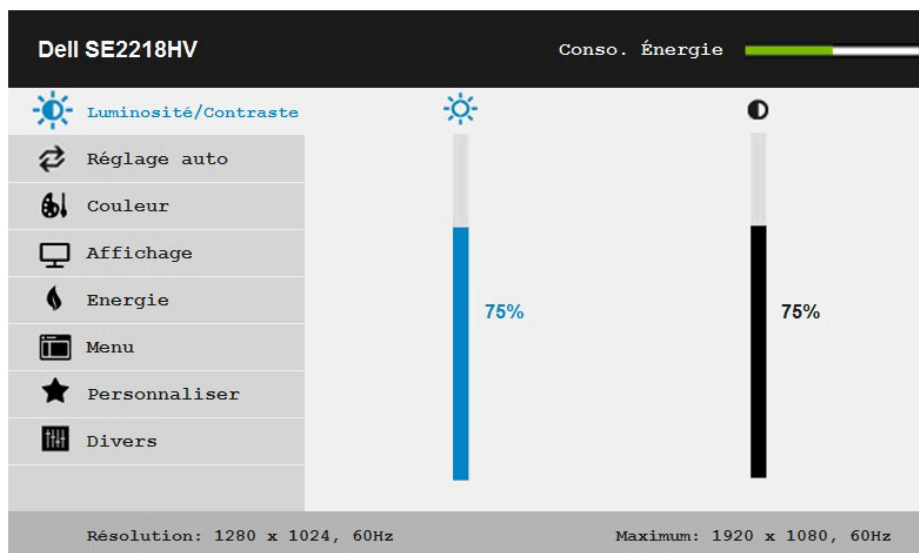 Dell SE2218HV
Conso. Énergie
Luminosité/Contraste
Réglage auto
Couleur
Affichage
Energie
Menu
Personnaliser
Divers
75%
75%
Résolution: 1280 x 1024, 60Hz
Maximum: 1920 x 1080, 60Hz